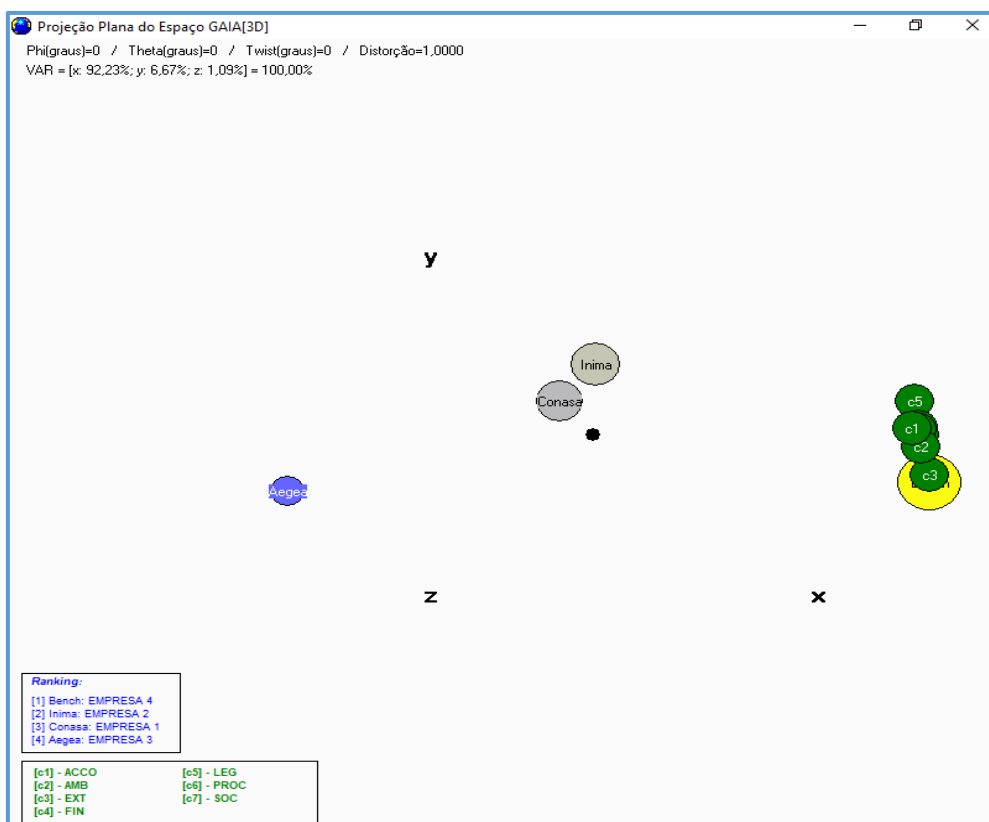 Projeção Plana do Espaço GAIA[3D]
Phi(graus)=0 / Theta(graus)=0 / Twist(graus)=0 / Distorção=1,0000
VAR = [x: 92,23%; y: 6,67%; z: 1,09%] = 100,00%
y
Inima
Conasa
c5
c1
c2
c3
Aegea
z
x
Ranking:
[1] Bench: EMPRESA 4
[2] Inima: EMPRESA 2
[3] Conasa: EMPRESA 1
[4] Aegea: EMPRESA 3
[c1] - ACCO [c5] - LEG
[c2] - AMB [c6] - PROC
[c3] - EXT [c7] - SOC
[c4] - FIN